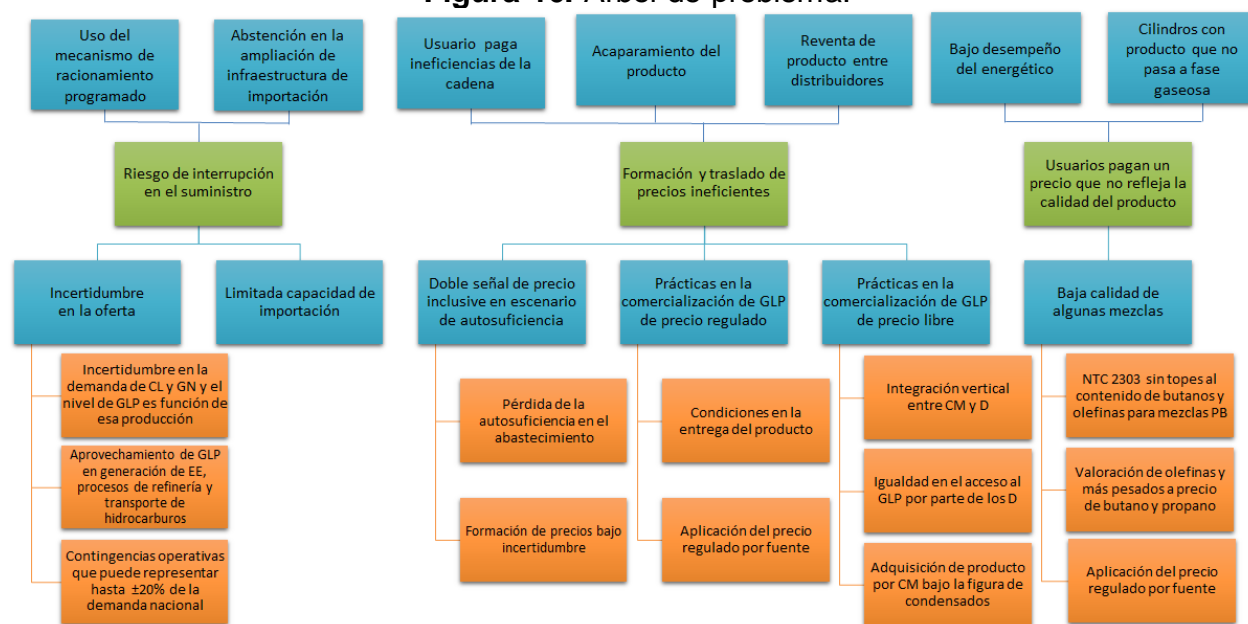 Figura 16. Árbol de problema.
Uso del
mecanismo de
racionamiento
programado
Abstención en la
ampliación de
infraestructura de
importación
Usuario paga
ineficiencias de la
cadena
Acaparamiento del
producto
Reventa de
producto entre
distribuidores
Bajo desempeño
del energético
Cilindros con
producto que no
pasa a fase
gaseosa
Riesgo de interrupción
en el suministro
Formación y traslado de
precios ineficientes
Usuarios pagan un
precio que no refleja la
calidad del producto
Incertidumbre
en la oferta
Limitada capacidad de
importación
Doble señal de precio
inclusive en escenario
de autosuficiencia
Prácticas en la
comercialización de GLP
de precio regulado
Prácticas en la
comercialización de GLP
de precio libre
Baja calidad de
algunas mezclas
Incertidumbre en la
demanda de CL y GN y el
nivel de GLP es función de
esa producción
Aprovechamiento de GLP
en generación de EE,
procesos de refinería y
transporte de
hidrocarburos
Contingencias operativas
que puede representar
hasta ±20% de la
demanda nacional
Pérdida de la
autosuficiencia en el
abastecimiento
Formación de precios bajo
incertidumbre
Condiciones en la
entrega del producto
Aplicación del precio
regulado por fuente
Integración vertical
entre CM y D
Igualdad en el acceso al
GLP por parte de los D
Adquisición de producto
por CM bajo la figura de
condensados
NTC 2303 sin topes al
contenido de butanos y
olefinas para mezclas PB
Valoración de olefinas y
más pesados a precio
de butano y propano
Aplicación del precio
regulado por fuente